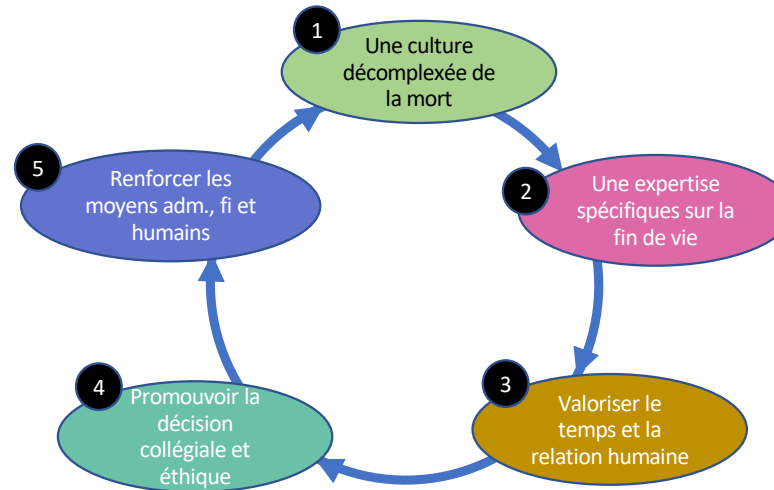 1
Une culture
décomplexée de
la mort
2
Une expertise
spécifiques sur la
fin de vie
3
Valoriser le
temps et la
relation humaine
4
Promouvoir la
décision
collégiale et
éthique
5
Renforcer les
moyens adm., fi et
humains